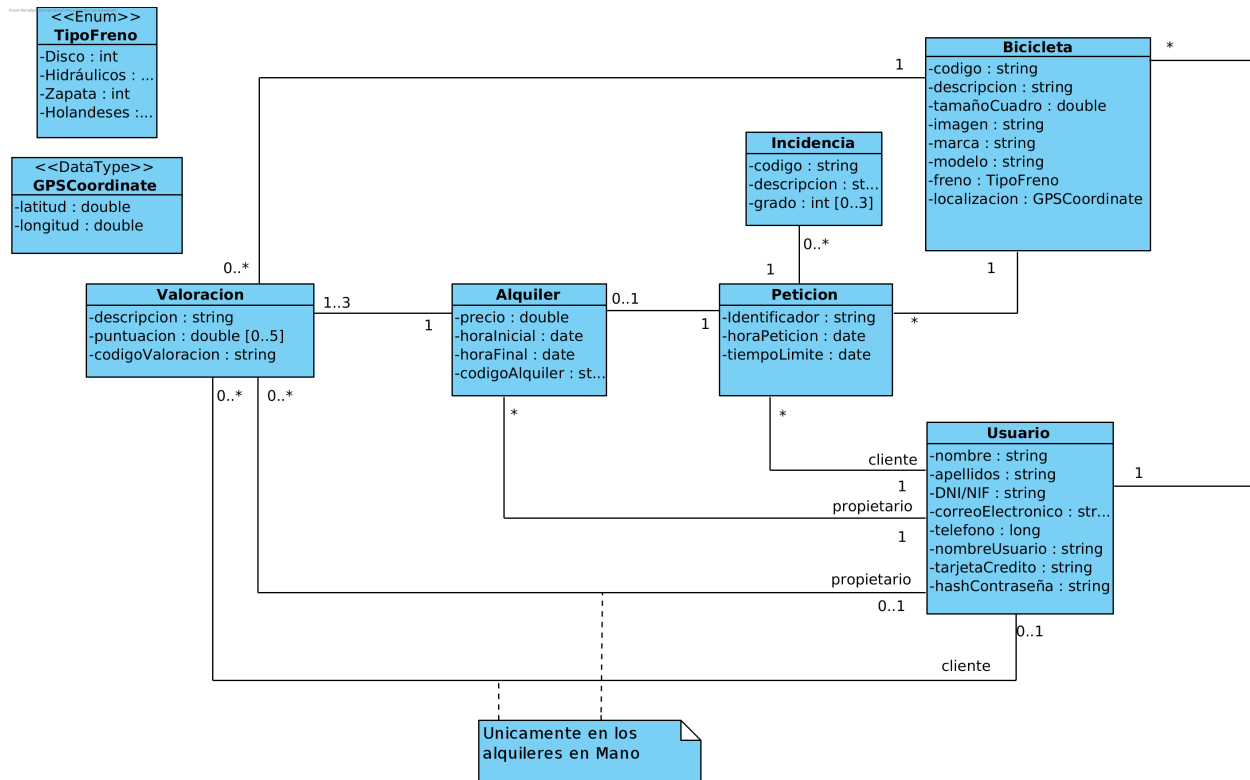 <<Enum>>
TipoFreno
-Disco : int
-Hidráulicos : ...
-Zapata : int
-Holandeses :...
<<DataType>>
GPSCoordinate
-latitud : double
-longitud : double
Bicicleta
-codigo : string
-descripcion : string
-tamañoCuadro : double
-imagen : string
-marca : string
-modelo : string
-freno : TipoFreno
-localizacion : GPSCoordinate
1
*
Incidencia
-codigo : string
-descripcion : st...
-grado : int [0..3]
0..*
1
0..*
1
Valoracion
-descripcion : string
-puntuacion : double [0..5]
-codigoValoracion : string
1..3
1
Alquiler
-precio : double
-horaInicial : date
-horaFinal : date
-codigoAlquiler : st...
0..1
1
Peticion
-Identificador : string
-horaPeticion : date
-tiempoLimite : date
*
0..*
0..*
*
*
Usuario
-nombre : string
-apellidos : string
-DNI/NIF : string
-correoElectronico : str...
-telefono : long
-nombreUsuario : string
-tarjetaCredito : string
-hashContraseña : string
1
cliente
1
propietario
1
propietario
0..1
0..1
cliente
Unicamente en los
alquileres en Mano